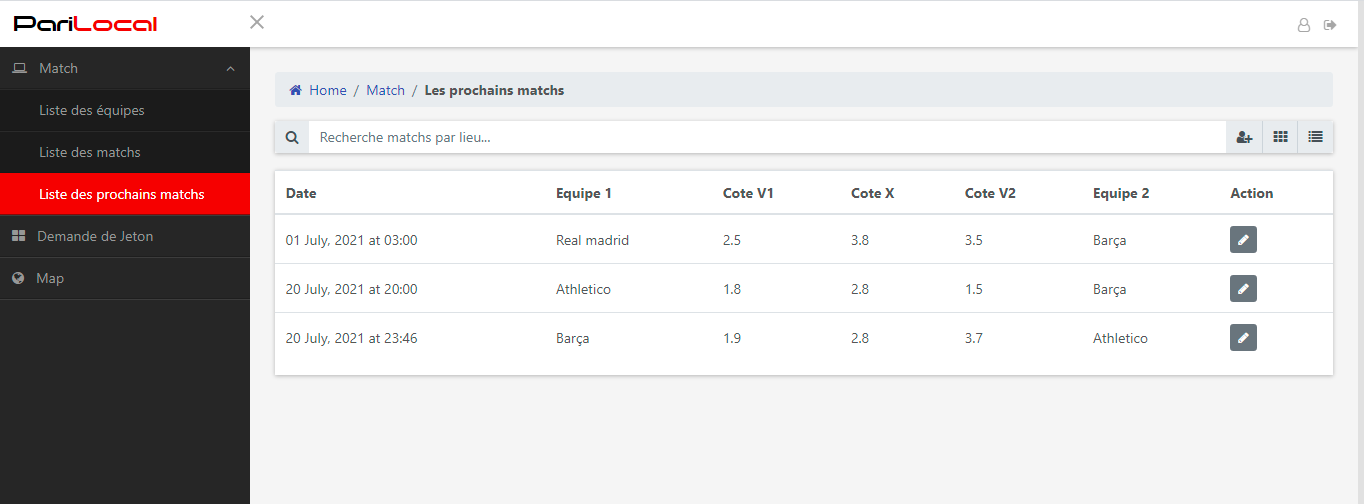 PariLocal
Match
Liste des équipes
Liste des matchs
Liste des prochains matchs
Demande de Jeton
Map
Home / Match / Les prochains matchs
Recherche matchs par lieu...
Date Equipe 1 Cote V1 Cote X Cote V2 Equipe 2 Action
01 July, 2021 at 03:00 Real madrid 2.5 3.8 3.5 Barça
20 July, 2021 at 20:00 Athletico 1.8 2.8 1.5 Barça
20 July, 2021 at 23:46 Barça 1.9 2.8 3.7 Athletico